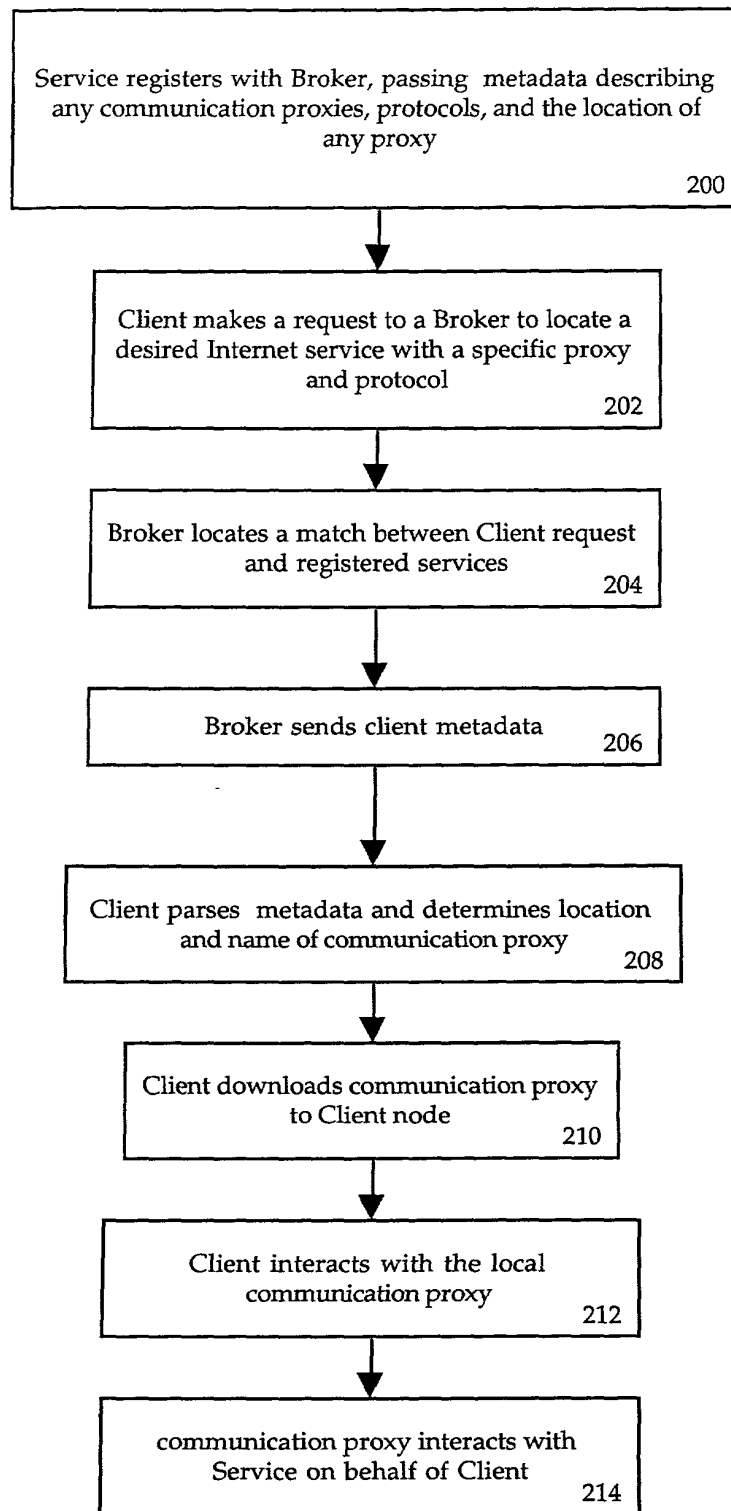 Service registers with Broker, passing metadata describing
any communication proxies, protocols, and the location of
any proxy
200
Client makes a request to a Broker to locate a
desired Internet service with a specific proxy
and protocol
202
Broker locates a match between Client request
and registered services
204
Broker sends client metadata
206
Client parses metadata and determines location
and name of communication proxy
208
Client downloads communication proxy
to Client node
210
Client interacts with the local
communication proxy
212
communication proxy interacts with
Service on behalf of Client
214